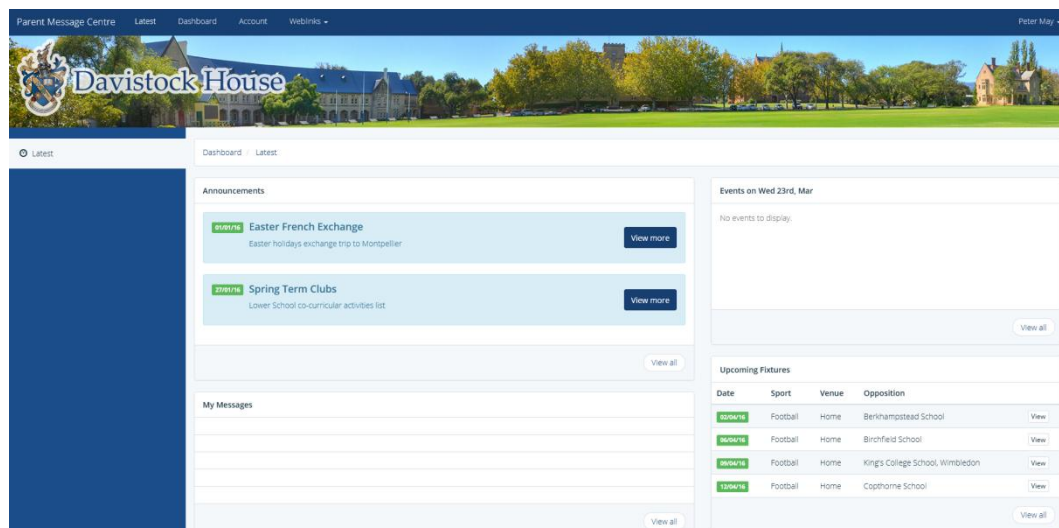 Parent Message Centre Latest Dashboard Account Weblinks
Peter May
Davistock House
Latest
Dashboard / Latest
Announcements
01/01/16 Easter French Exchange
Easter holidays exchange trip to Montpellier
View more
27/01/16 Spring Term Clubs
Lower School co-curricular activities list
View more
View all
My Messages
View all
Events on Wed 23rd, Mar
No events to display.
View all
Upcoming Fixtures
Date Sport Venue Opposition
02/04/16 Football Home Berkhampstead School View
06/04/16 Football Home Birchfield School View
09/04/16 Football Home King's College School, Wimbledon View
13/04/16 Football Home Copthorne School View
View all